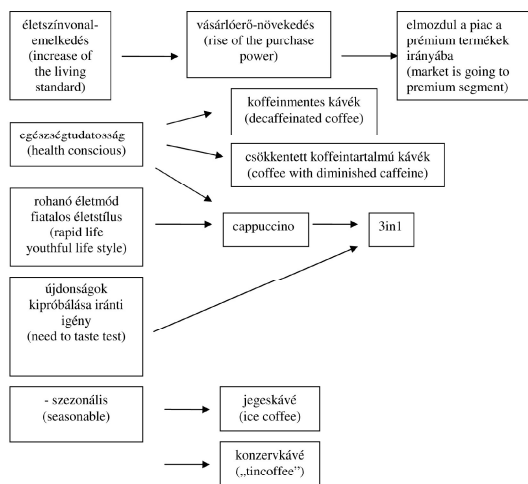 életszínvonal-
emelkedés
(increase of
the living
standard)
vásárlóerő-növekedés
(rise of the purchase
power)
elmozdul a piac a
prémium termékek
irányába
(market is going to
premium segment)
egészségtudatosság
(health conscious)
koffeinmentes kávék
(decaffeinated coffee)
csökkentett koffeintartalmú kávék
(coffee with diminished caffeine)
rohanó életmód
fiatalos életstílus
(rapid life
youthful life style)
cappuccino
3in1
újdonságok
kipróbálása iránti
igény
(need to taste test)
- szezonális
(seasonable)
jegeskávé
(ice coffee)
konzervkávé
(„tincoffee”)